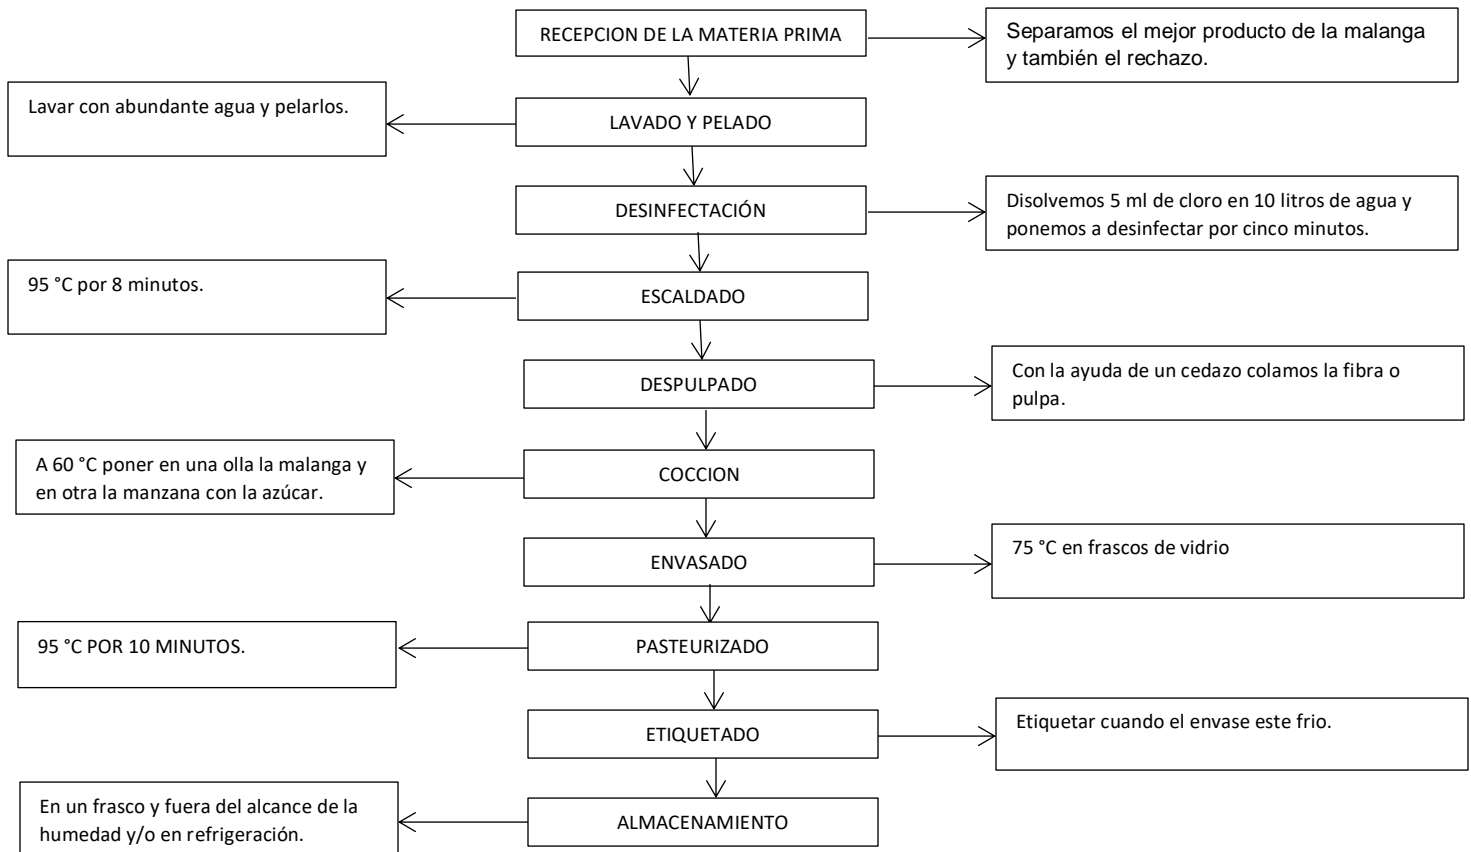 RECEPCION DE LA MATERIA PRIMA
Separamos el mejor producto de la malanga
y también el rechazo.
Lavar con abundante agua y pelarlos.
LAVADO Y PELADO
DESINFECTACIÓN
Disolvemos 5 ml de cloro en 10 litros de agua y
ponemos a desinfectar por cinco minutos.
95 °C por 8 minutos.
ESCALDADO
DESPULPADO
Con la ayuda de un cedazo colamos la fibra o
pulpa.
A 60 °C poner en una olla la malanga y
en otra la manzana con la azúcar.
COCCION
ENVASADO
75 °C en frascos de vidrio
95 °C POR 10 MINUTOS.
PASTEURIZADO
ETIQUETADO
Etiquetar cuando el envase este frio.
En un frasco y fuera del alcance de la
humedad y/o en refrigeración.
ALMACENAMIENTO